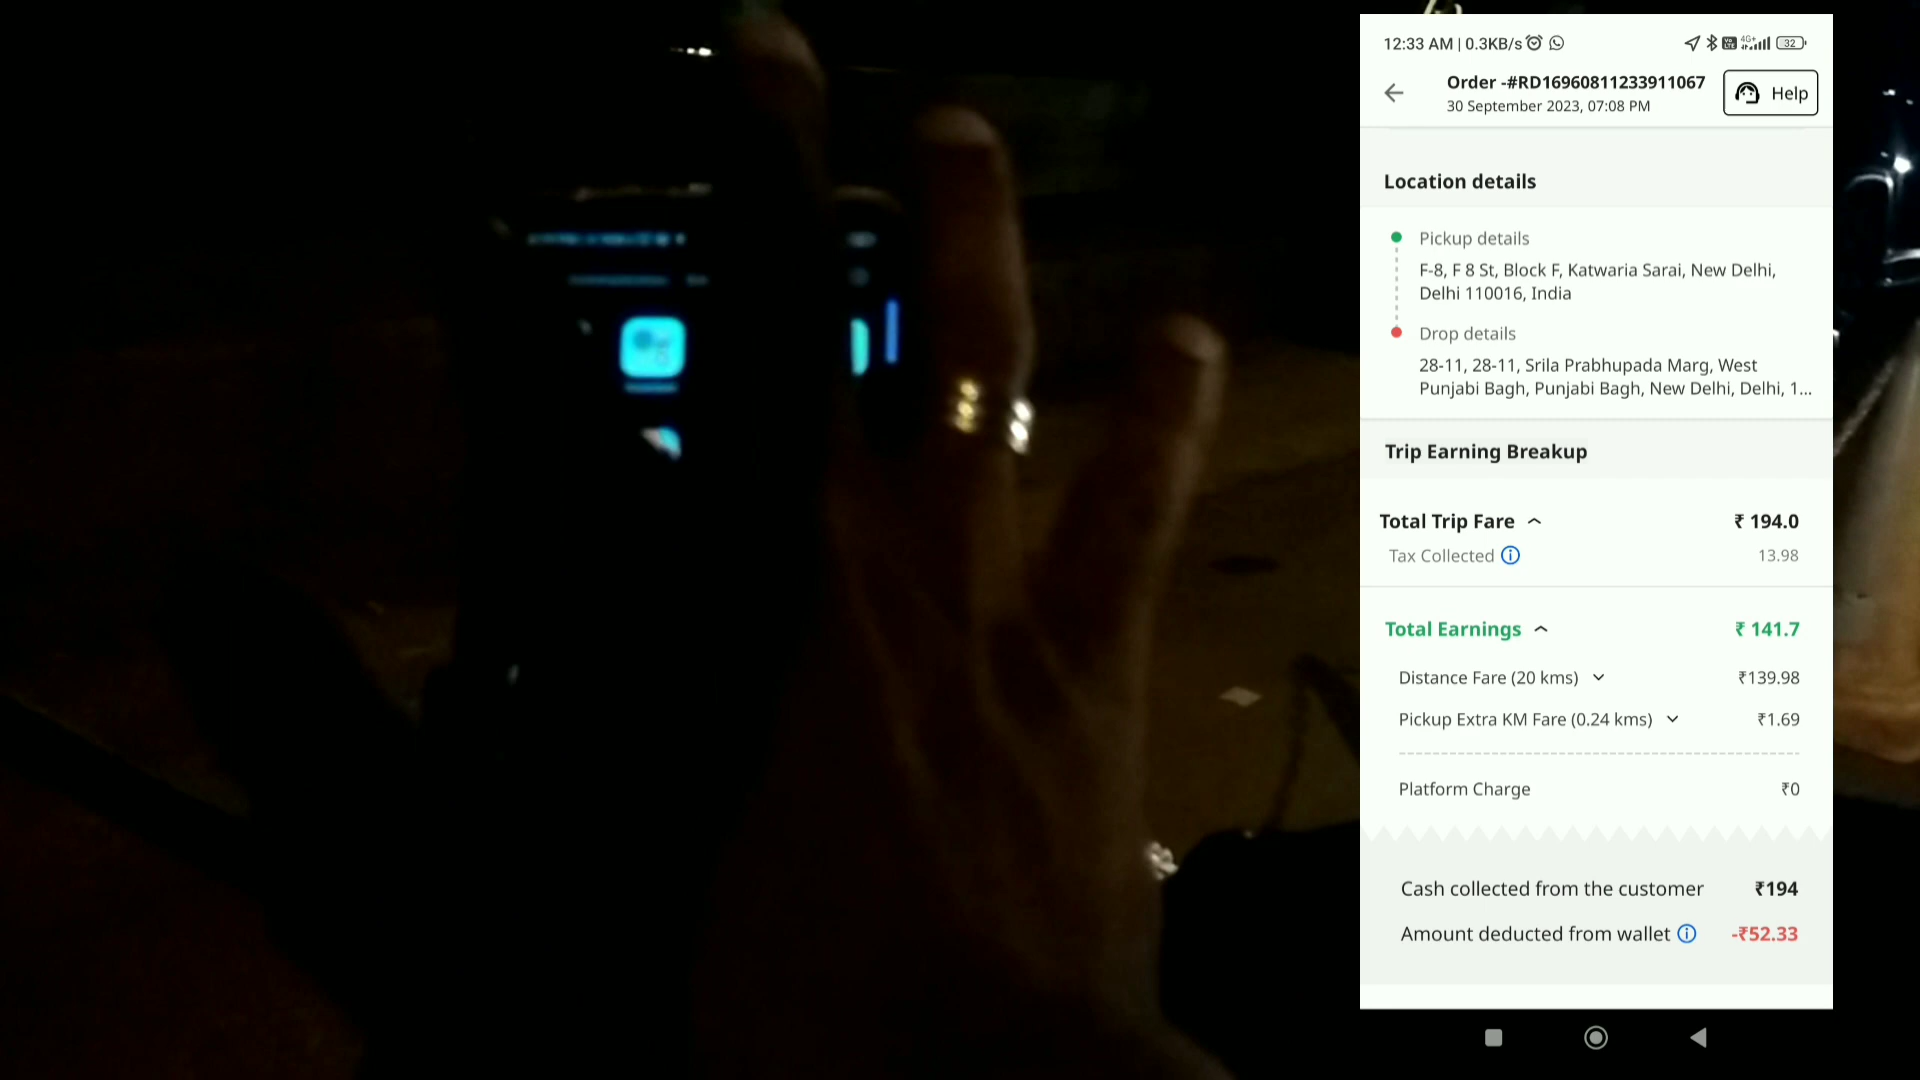 12:33 AM | 0.3KB/s
4G+
32
Order -#RD16960811233911067
30 September 2023, 07:08 PM
Help
Location details
Pickup details
F-8, F 8 St, Block F, Katwaria Sarai, New Delhi,
Delhi 110016, India
Drop details
28-11, 28-11, Srila Prabhupada Marg, West
Punjabi Bagh, Punjabi Bagh, New Delhi, Delhi, 1...
Trip Earning Breakup
Total Trip Fare ₹ 194.0
Tax Collected 13.98
Total Earnings ₹ 141.7
Distance Fare (20 kms) ₹139.98
Pickup Extra KM Fare (0.24 kms) ₹1.69
Platform Charge ₹0
Cash collected from the customer ₹194
Amount deducted from wallet -₹52.33